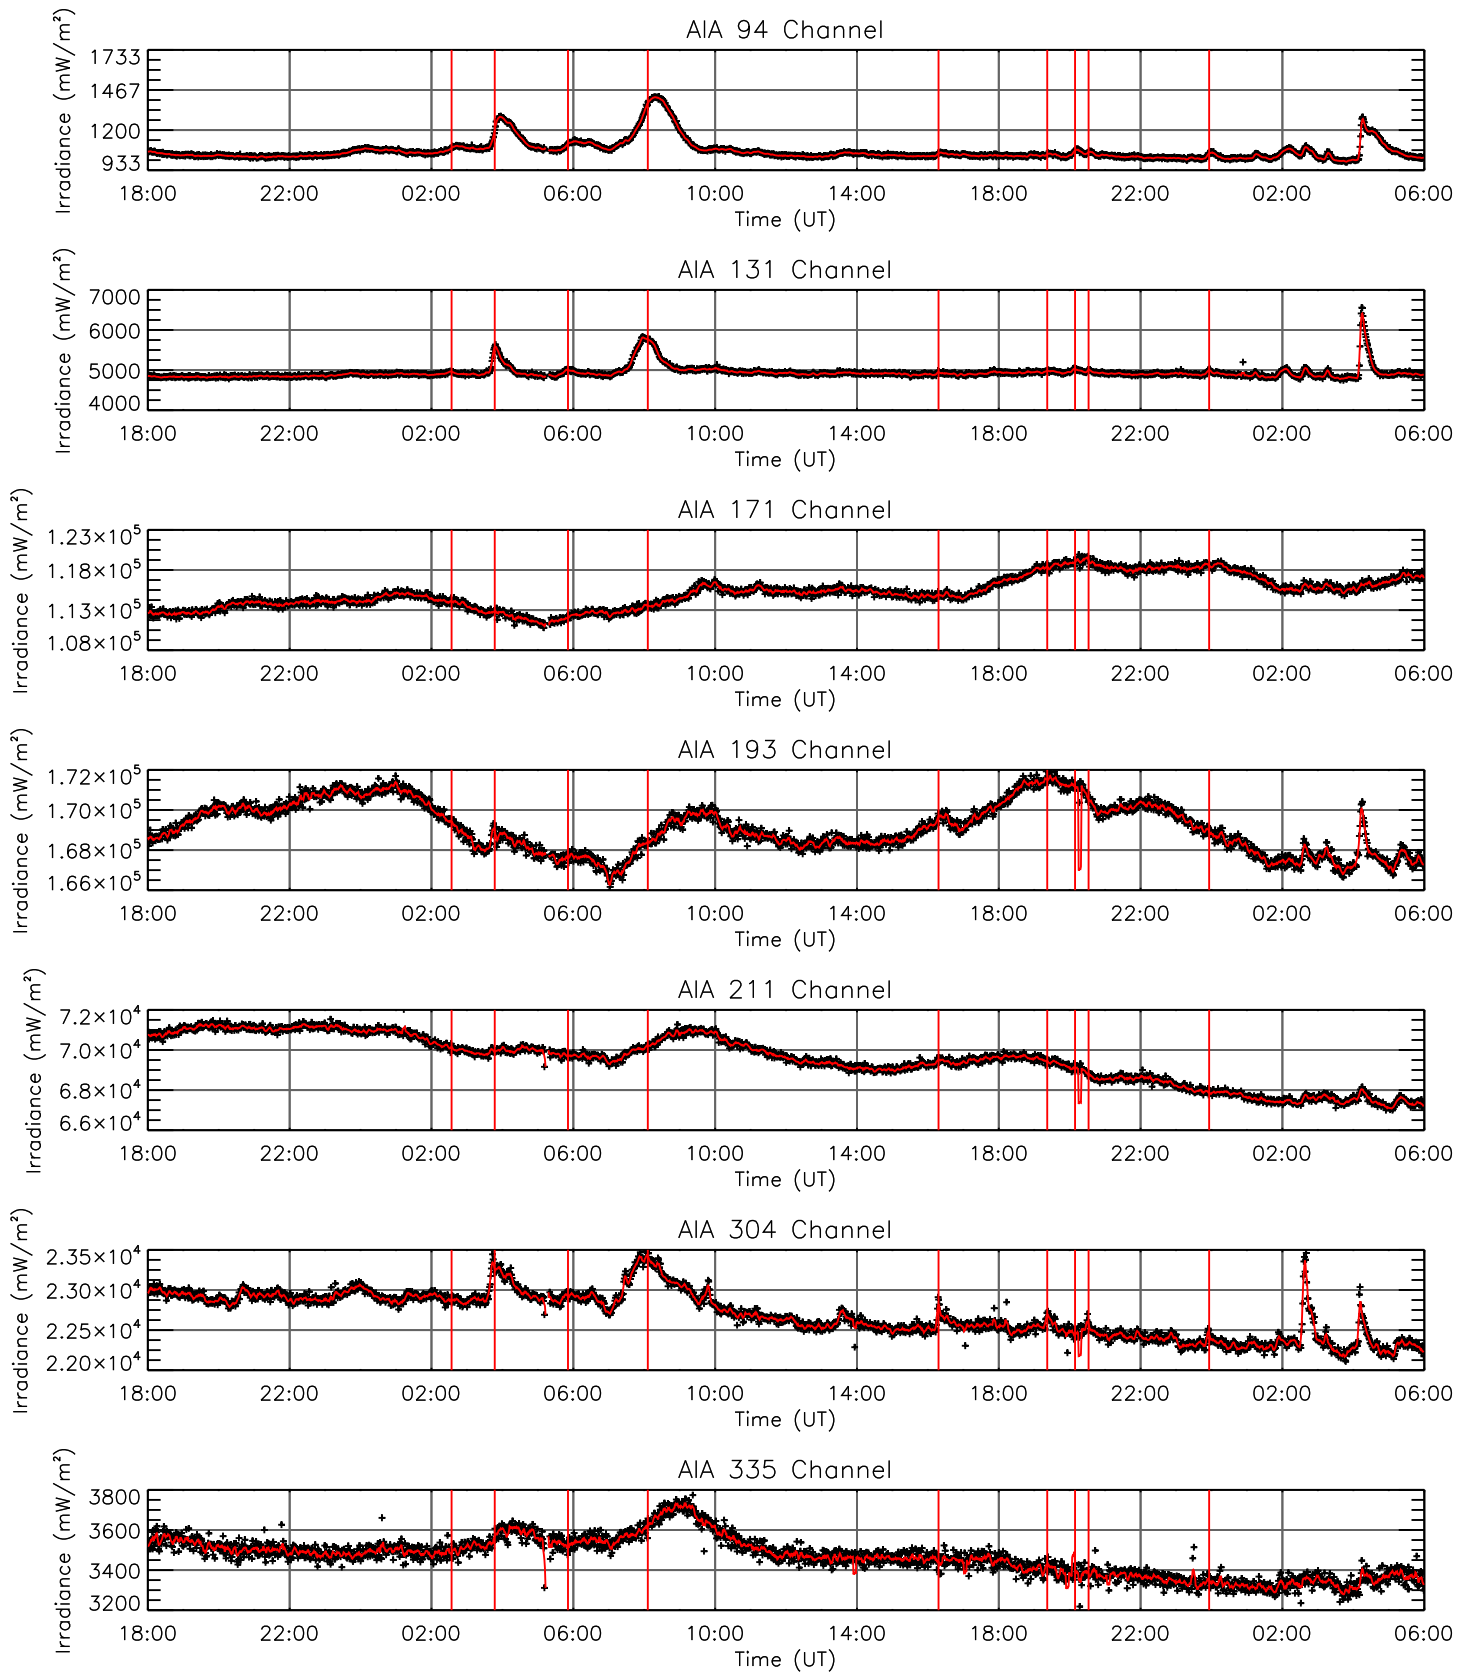 AIA 94 Channel
Irradiance (mW/m²)
1733
1467
1200
933
18:00 22:00 02:00 06:00 10:00 14:00 18:00 22:00 02:00 06:00
Time (UT)
AIA 131 Channel
Irradiance (mW/m²)
7000
6000
5000
4000
18:00 22:00 02:00 06:00 10:00 14:00 18:00 22:00 02:00 06:00
Time (UT)
AIA 171 Channel
Irradiance (mW/m²)
1.23×10⁵
1.18×10⁵
1.13×10⁵
1.08×10⁵
18:00 22:00 02:00 06:00 10:00 14:00 18:00 22:00 02:00 06:00
Time (UT)
AIA 193 Channel
Irradiance (mW/m²)
1.72×10⁵
1.70×10⁵
1.68×10⁵
1.66×10⁵
18:00 22:00 02:00 06:00 10:00 14:00 18:00 22:00 02:00 06:00
Time (UT)
AIA 211 Channel
Irradiance (mW/m²)
7.2×10⁴
7.0×10⁴
6.8×10⁴
6.6×10⁴
18:00 22:00 02:00 06:00 10:00 14:00 18:00 22:00 02:00 06:00
Time (UT)
AIA 304 Channel
Irradiance (mW/m²)
2.35×10⁴
2.30×10⁴
2.25×10⁴
2.20×10⁴
18:00 22:00 02:00 06:00 10:00 14:00 18:00 22:00 02:00 06:00
Time (UT)
AIA 335 Channel
Irradiance (mW/m²)
3800
3600
3400
3200
18:00 22:00 02:00 06:00 10:00 14:00 18:00 22:00 02:00 06:00
Time (UT)